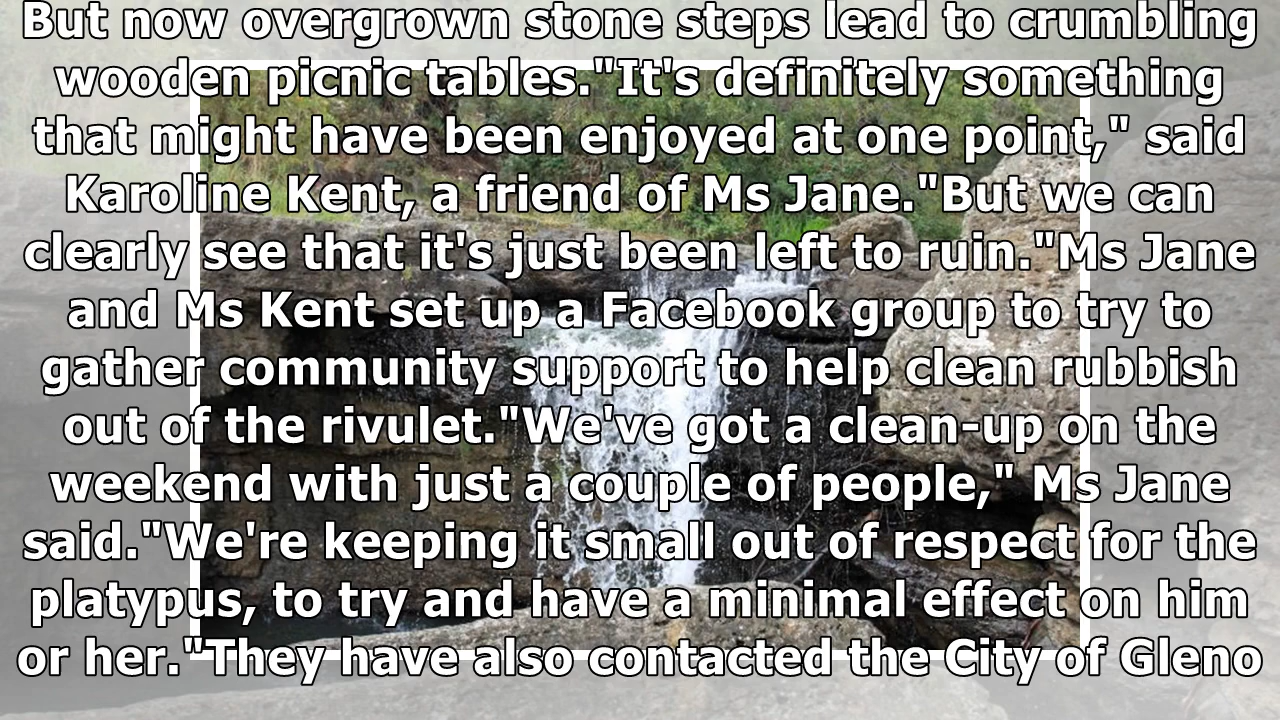 But now overgrown stone steps lead to crumbling
wooden picnic tables."It's definitely something
that might have been enjoyed at one point," said
Karoline Kent, a friend of Ms Jane."But we can
clearly see that it's just been left to ruin."Ms Jane
and Ms Kent set up a Facebook group to try to
gather community support to help clean rubbish
out of the rivulet."We've got a clean-up on the
weekend with just a couple of people," Ms Jane
said."We're keeping it small out of respect for the
platypus, to try and have a minimal effect on him
or her."They have also contacted the City of Gleno